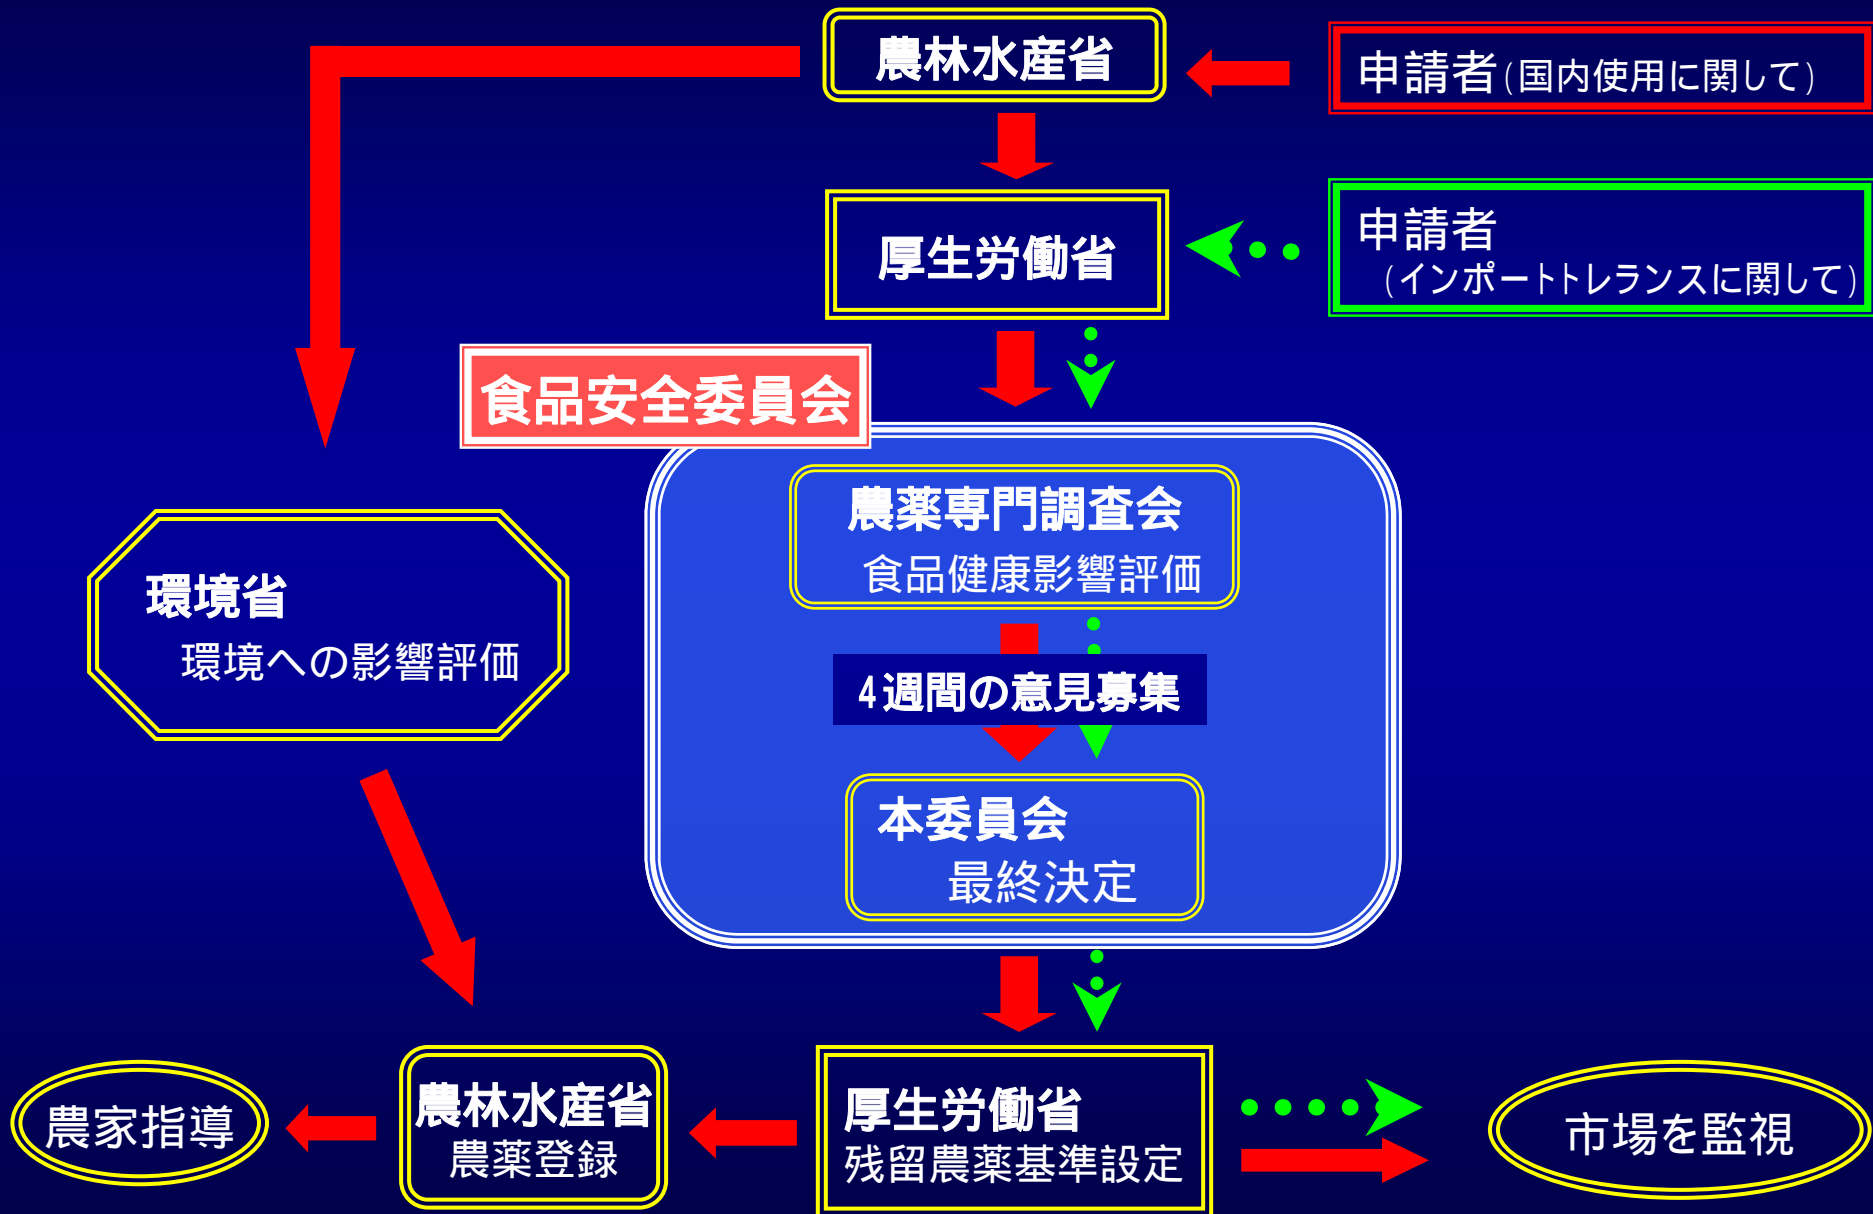 農林水産省
申請者(国内使用に関して)
厚生労働省
申請者
(インポートトレランスに関して)
食品安全委員会
農薬専門調査会
食品健康影響評価
環境省
環境への影響評価
4週間の意見募集
本委員会
最終決定
農家指導
農林水産省
農薬登録
厚生労働省
残留農薬基準設定
市場を監視